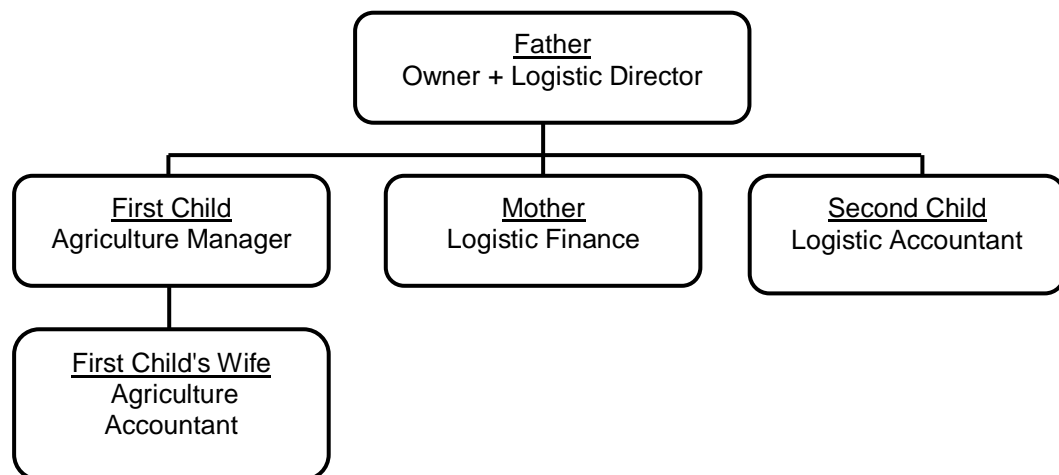 Father
Owner + Logistic Director
First Child
Agriculture Manager
Mother
Logistic Finance
Second Child
Logistic Accountant
First Child's Wife
Agriculture
Accountant